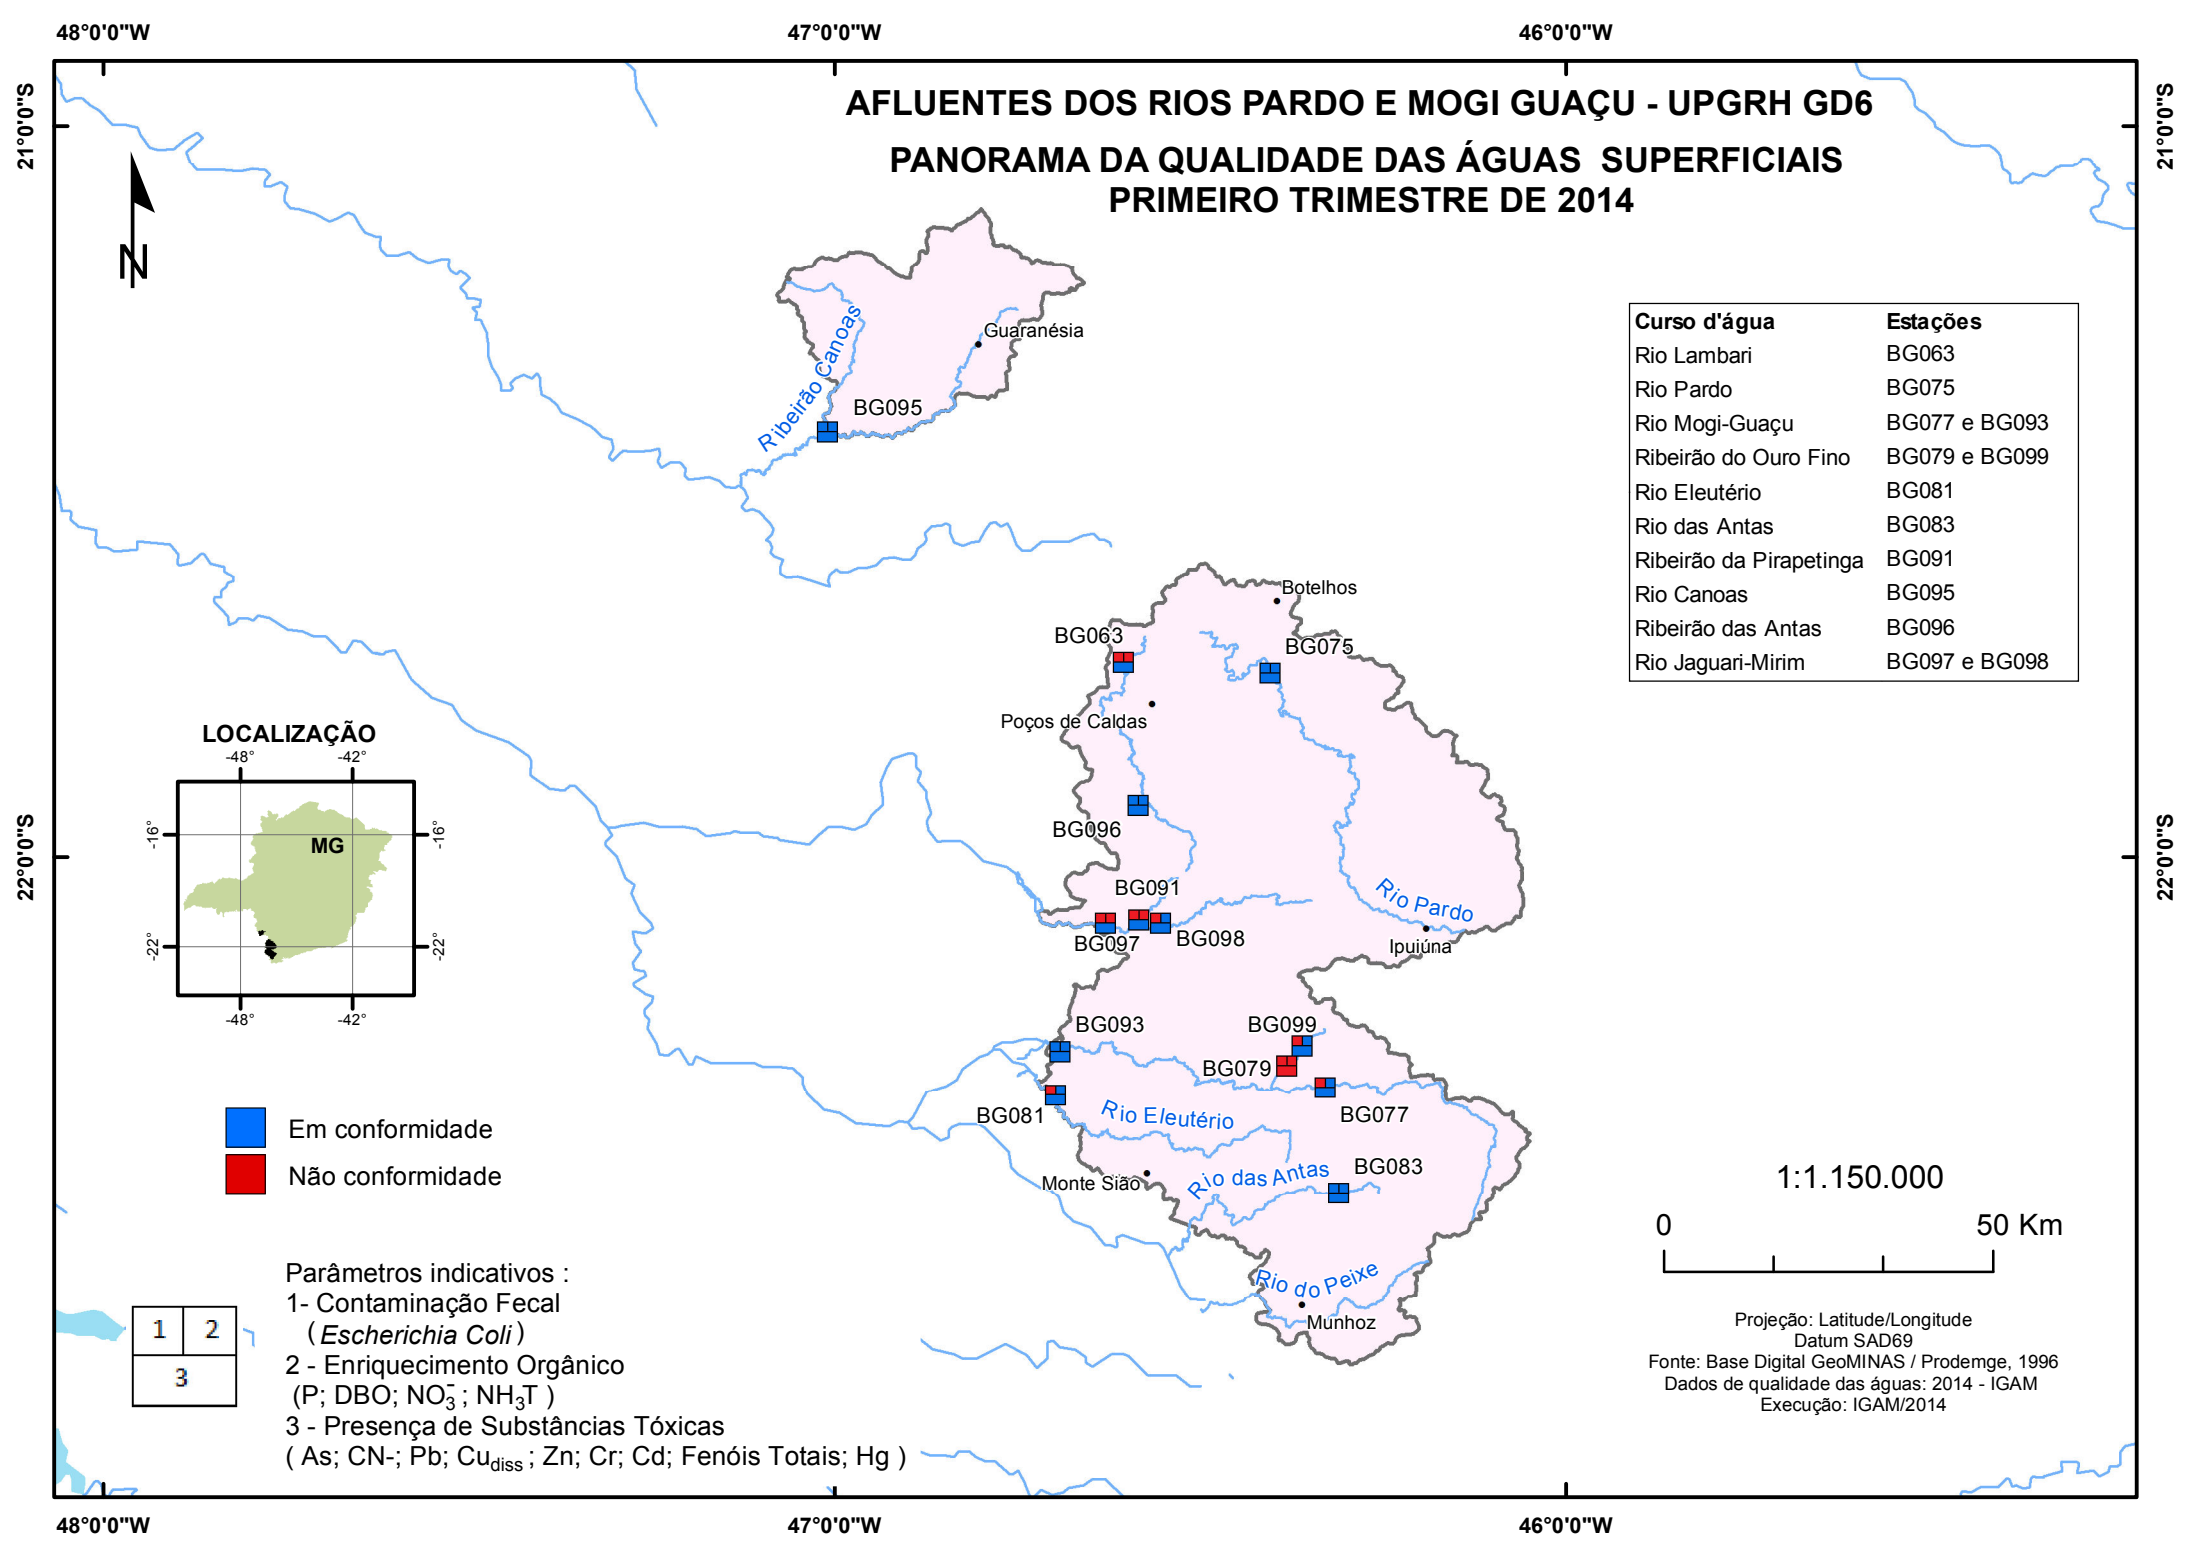 48°0'0"W 47°0'0"W 46°0'0"W
21°0'0"S 21°0'0"S
AFLUENTES DOS RIOS PARDO E MOGI GUAÇU - UPGRH GD6
PANORAMA DA QUALIDADE DAS ÁGUAS SUPERFICIAIS
PRIMEIRO TRIMESTRE DE 2014
N
Guaranésia
Ribeirão Canoas
BG095
Curso d'água Estações
Rio Lambari BG063
Rio Pardo BG075
Rio Mogi-Guaçu BG077 e BG093
Ribeirão do Ouro Fino BG079 e BG099
Rio Eleutério BG081
Rio das Antas BG083
Ribeirão da Pirapetinga BG091
Rio Canoas BG095
Ribeirão das Antas BG096
Rio Jaguari-Mirim BG097 e BG098
Botelhos
BG063
BG075
Poços de Caldas
BG096
22°0'0"S 22°0'0"S
BG091
Rio Pardo
BG097
BG098
Ipuiúna
BG093
BG099
BG079
BG081
Rio Eleutério
BG077
Rio das Antas
BG083
Monte Sião
Rio do Peixe
Munhoz
LOCALIZAÇÃO
-48° -42°
-16° -16°
MG
-22° -22°
-48° -42°
Em conformidade
Não conformidade
1 2
3
Parâmetros indicativos :
1- Contaminação Fecal
(Escherichia Coli)
2 - Enriquecimento Orgânico
(P; DBO; NO₃⁻; NH₃T )
3 - Presença de Substâncias Tóxicas
( As; CN-; Pb; Cu diss ; Zn; Cr; Cd; Fenóis Totais; Hg )
1:1.150.000
0 50 Km
Projeção: Latitude/Longitude
Datum SAD69
Fonte: Base Digital GeoMINAS / Prodemge, 1996
Dados de qualidade das águas: 2014 - IGAM
Execução: IGAM/2014
48°0'0"W 47°0'0"W 46°0'0"W